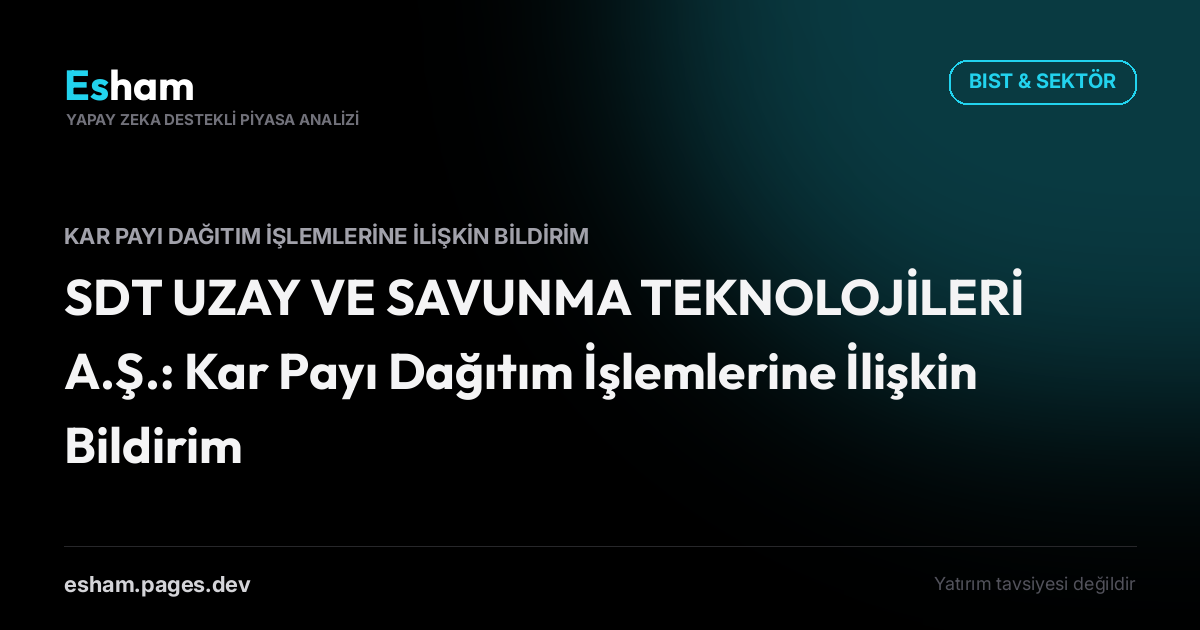 Esham
BIST & SEKTÖR
YAPAY ZEKA DESTEKLİ PİYASA ANALİZİ
KAR PAYI DAĞITIM İŞLEMLERİNE İLİŞKİN BİLDİRİM
SDT UZAY VE SAVUNMA TEKNOLOJİLERİ
A.Ş.: Kar Payı Dağıtım İşlemlerine İlişkin
Bildirim
esham.pages.dev
Yatırım tavsiyesi değildir